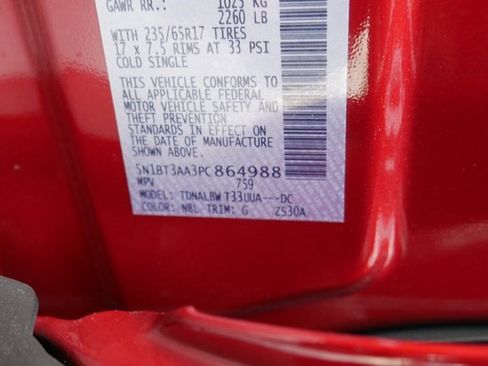 GAWR RR.: 1025 KG
2260 LB
WITH 235/65R17 TIRES
17 x 7.5 RIMS AT 33 PSI
COLD SINGLE
THIS VEHICLE CONFORMS TO
ALL APPLICABLE FEDERAL
MOTOR VEHICLE SAFETY AND
THEFT PREVENTION
STANDARDS IN EFFECT ON
THE DATE OF MANUFACTURE
SHOWN ABOVE.
5N1BT3AA3PC864988
MPV 759
MODEL: TDNALBW T33UUA---DC
COLOR: NBL TRIM: G ZS30A